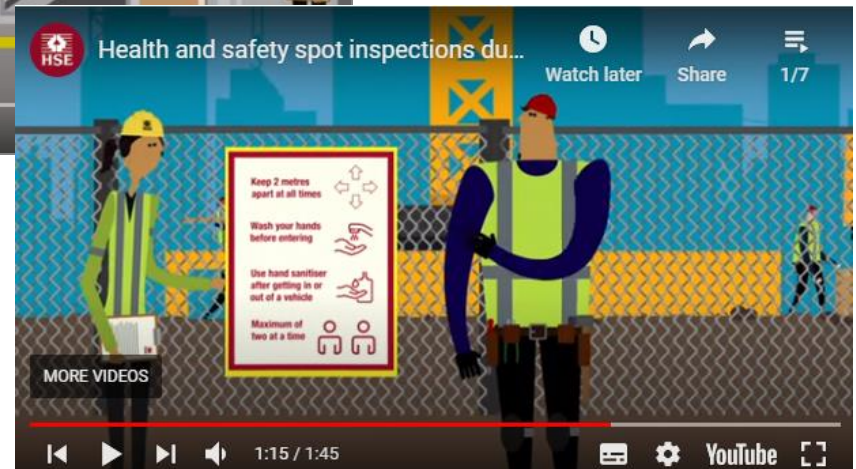 HSE
Health and safety spot inspections du...
Watch later
Share
1/7
Keep 2 metres
apart at all times
Wash your hands
before entering
Use hand sanitiser
after getting in or
out of a vehicle
Maximum of
two at a time
MORE VIDEOS
1:15 / 1:45
YouTube